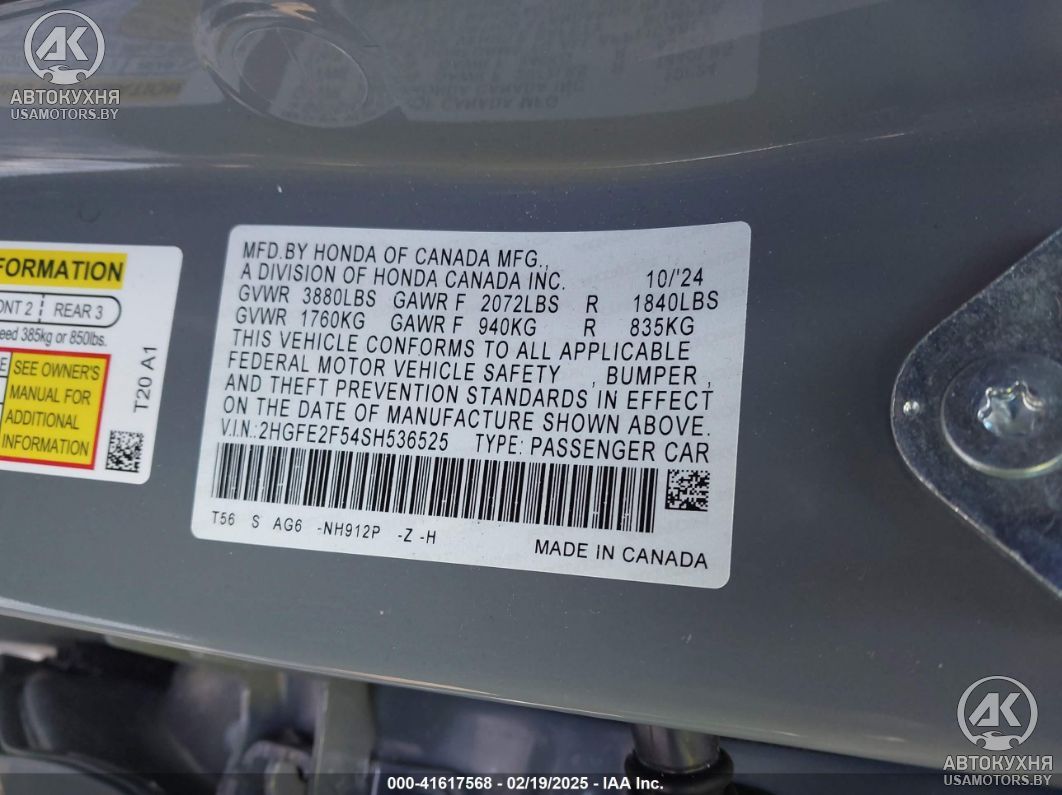 AK
АВТОКУХНЯ
USAMOTORS.BY
FORMATION
ONT 2 REAR 3
eed 385kg or 850lbs.
SEE OWNER'S
MANUAL FOR
ADDITIONAL
INFORMATION
T20 A1
MFD.BY HONDA OF CANADA MFG.,
A DIVISION OF HONDA CANADA INC. 10/'24
GVWR 3880LBS GAWR F 2072LBS R 1840LBS
GVWR 1760KG GAWR F 940KG R 835KG
THIS VEHICLE CONFORMS TO ALL APPLICABLE
FEDERAL MOTOR VEHICLE SAFETY , BUMPER ,
AND THEFT PREVENTION STANDARDS IN EFFECT
ON THE DATE OF MANUFACTURE SHOWN ABOVE.
V.I.N.:2HGFE2F54SH536525 TYPE: PASSENGER CAR
T56 S AG6 -NH912P -Z -H
MADE IN CANADA
AK
АВТОКУХНЯ
USAMOTORS.BY
000-41617568 - 02/19/2025 - IAA Inc.